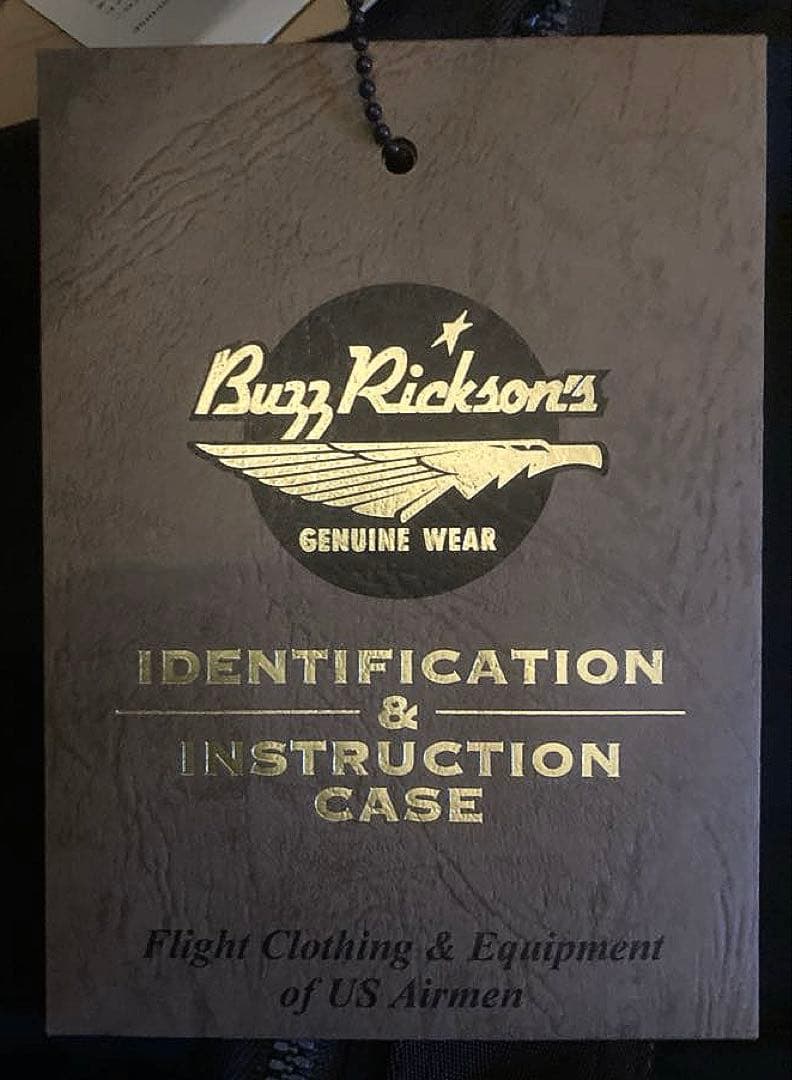 Buzz Rickson's
GENUINE WEAR
IDENTIFICATION
&
INSTRUCTION
CASE
Flight Clothing & Equipment
of US Airmen